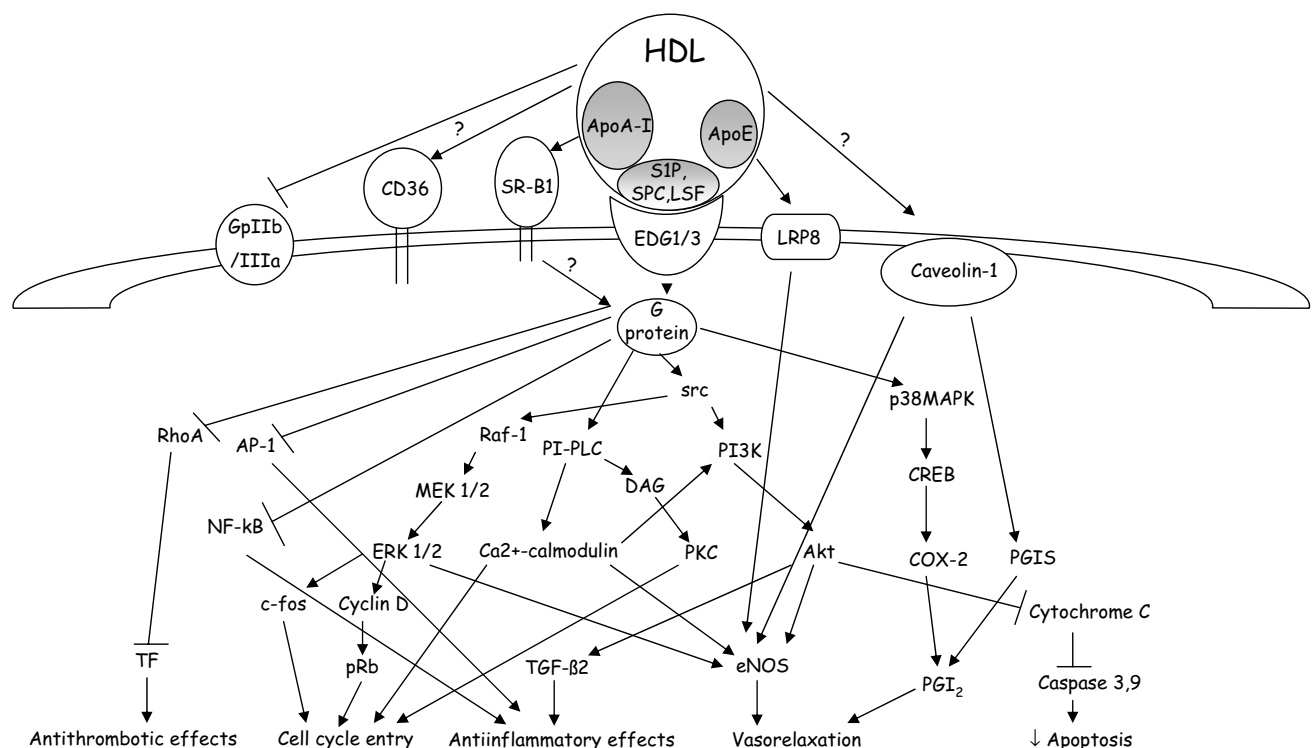 HDL
ApoA-I
ApoE
?
?
S1P,
SPC,LSF
CD36
SR-B1
GpIIb
/IIIa
EDG1/3
LRP8
Caveolin-1
?
G
protein
src
p38MAPK
RhoA
AP-1
Raf-1
PI-PLC
PI3K
CREB
DAG
MEK 1/2
NF-kB
ERK 1/2
Ca2+-calmodulin
PKC
Akt
COX-2
PGIS
c-fos
Cyclin D
Cytochrome C
TF
pRb
TGF-ß2
eNOS
PGI₂
Caspase 3,9
Antithrombotic effects
Cell cycle entry
Antiinflammatory effects
Vasorelaxation
↓ Apoptosis